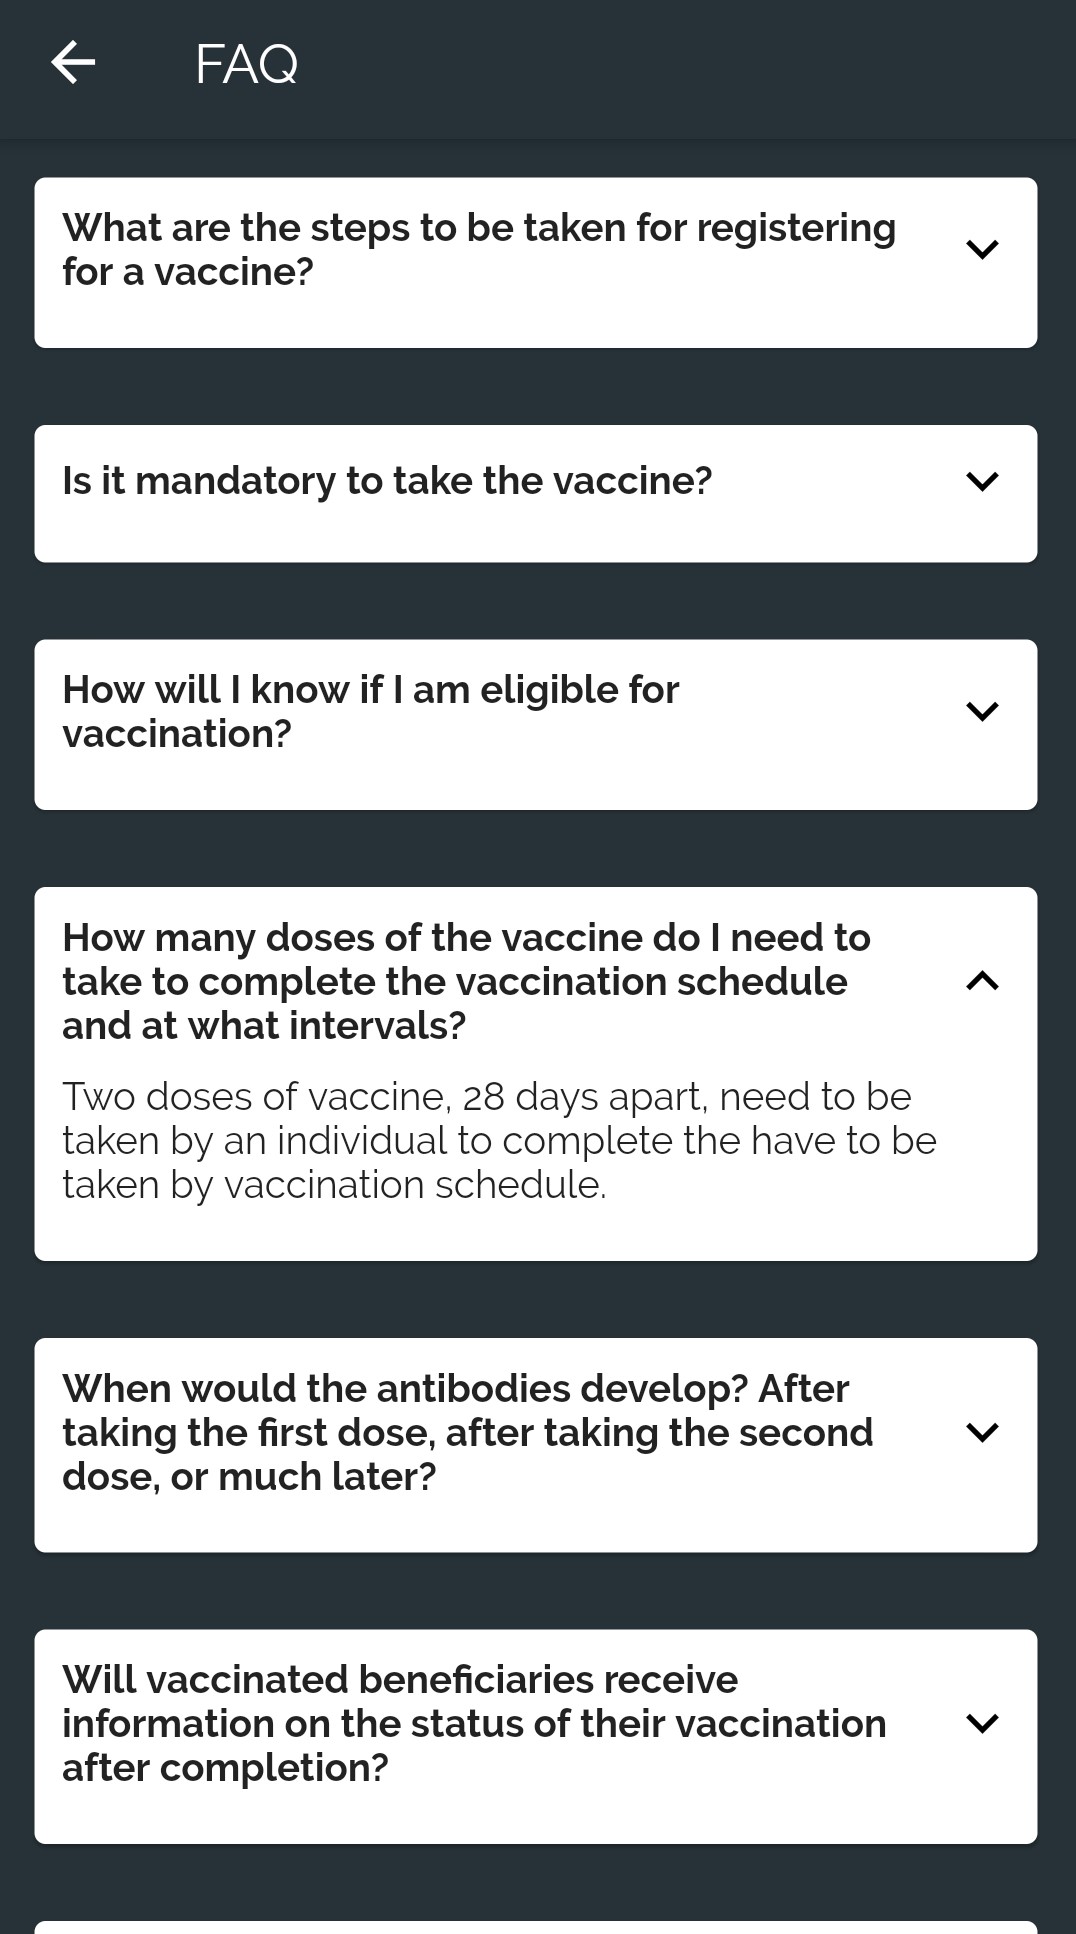 FAQ
What are the steps to be taken for registering
for a vaccine?
Is it mandatory to take the vaccine?
How will I know if I am eligible for
vaccination?
How many doses of the vaccine do I need to
take to complete the vaccination schedule
and at what intervals?
Two doses of vaccine, 28 days apart, need to be
taken by an individual to complete the have to be
taken by vaccination schedule.
When would the antibodies develop? After
taking the first dose, after taking the second
dose, or much later?
Will vaccinated beneficiaries receive
information on the status of their vaccination
after completion?